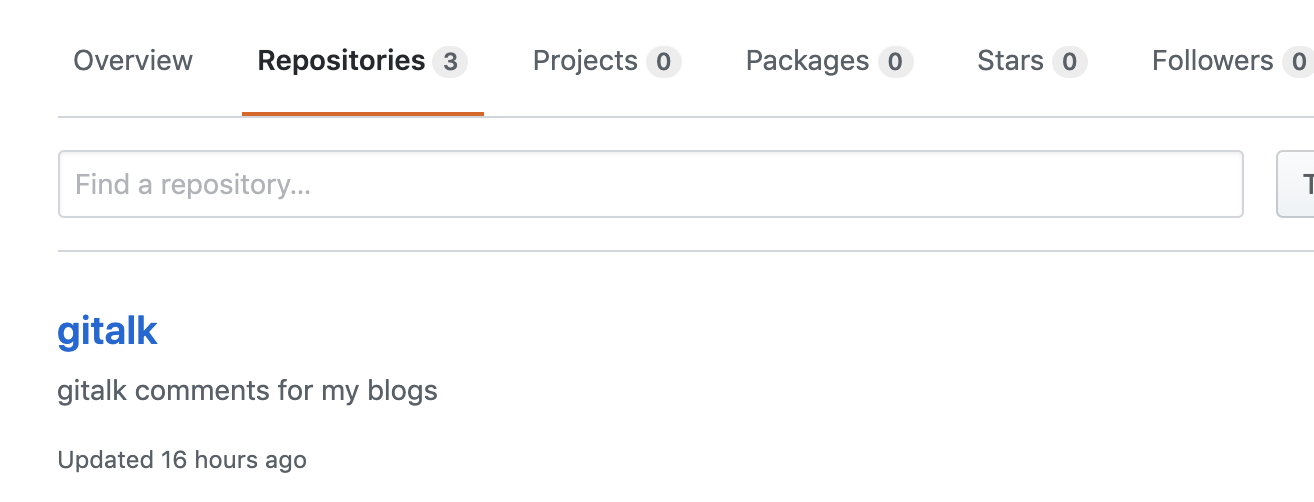 Overview Repositories 3 Projects 0 Packages 0 Stars 0 Followers 0
Find a repository...
gitalk
gitalk comments for my blogs
Updated 16 hours ago